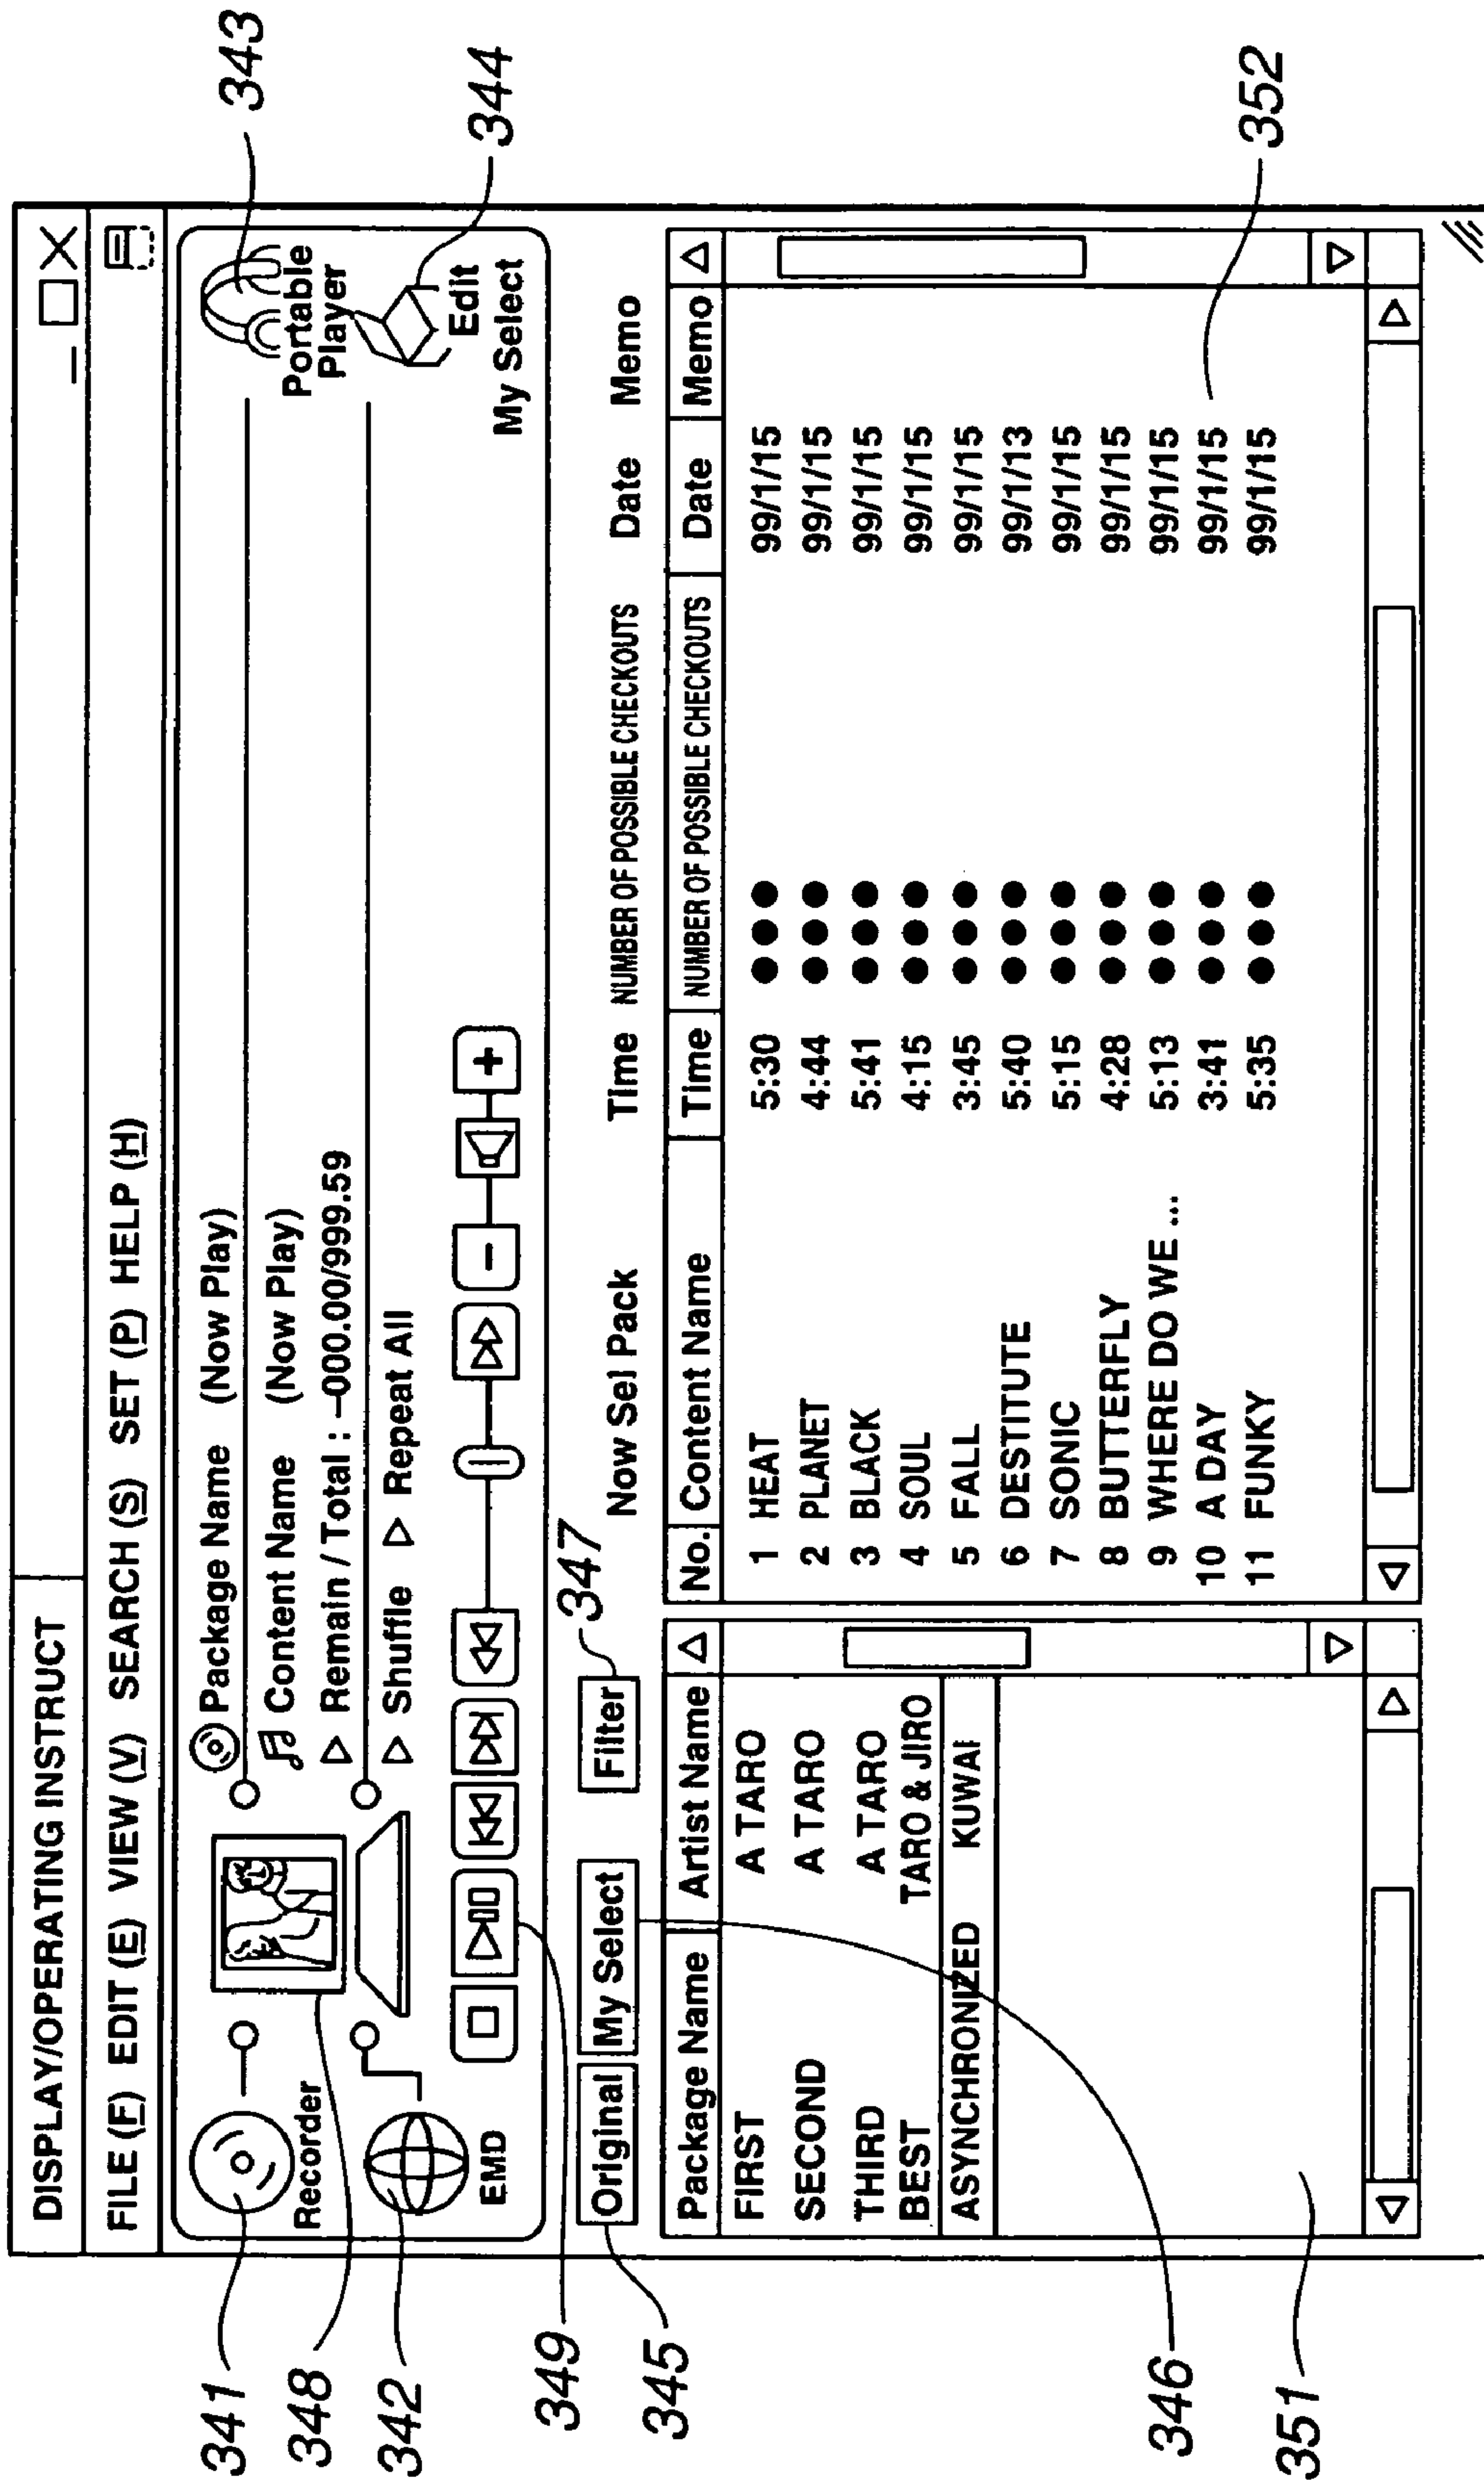 DISPLAY/OPERATING INSTRUCT
FILE (F) EDIT (E) VIEW (V) SEARCH (S) SET (P) HELP (H)
341
Recorder
348
342
EMD
Package Name (Now Play)
Content Name (Now Play)
Remain / Total : -000.00/999.59
Shuffle Repeat All
343
Portable
Player
344
Edit
My Select
349
345
Original My Select Filter 347
Now Sel Pack Time NUMBER OF POSSIBLE CHECKOUTS Date Memo
Package Name Artist Name
FIRST A TARO
SECOND A TARO
THIRD A TARO
BEST TARO & JIRO
ASYNCHRONIZED KUWAI
346
351
No. Content Name Time NUMBER OF POSSIBLE CHECKOUTS Date Memo
1 HEAT 5:30 99/1/15
2 PLANET 4:44 99/1/15
3 BLACK 5:41 99/1/15
4 SOUL 4:15 99/1/15
5 FALL 3:45 99/1/15
6 DESTITUTE 5:40 99/1/13
7 SONIC 5:15 99/1/15
8 BUTTERFLY 4:28 99/1/15
9 WHERE DO WE ... 5:13 99/1/15
10 A DAY 3:41 99/1/15
11 FUNKY 5:35 99/1/15
352